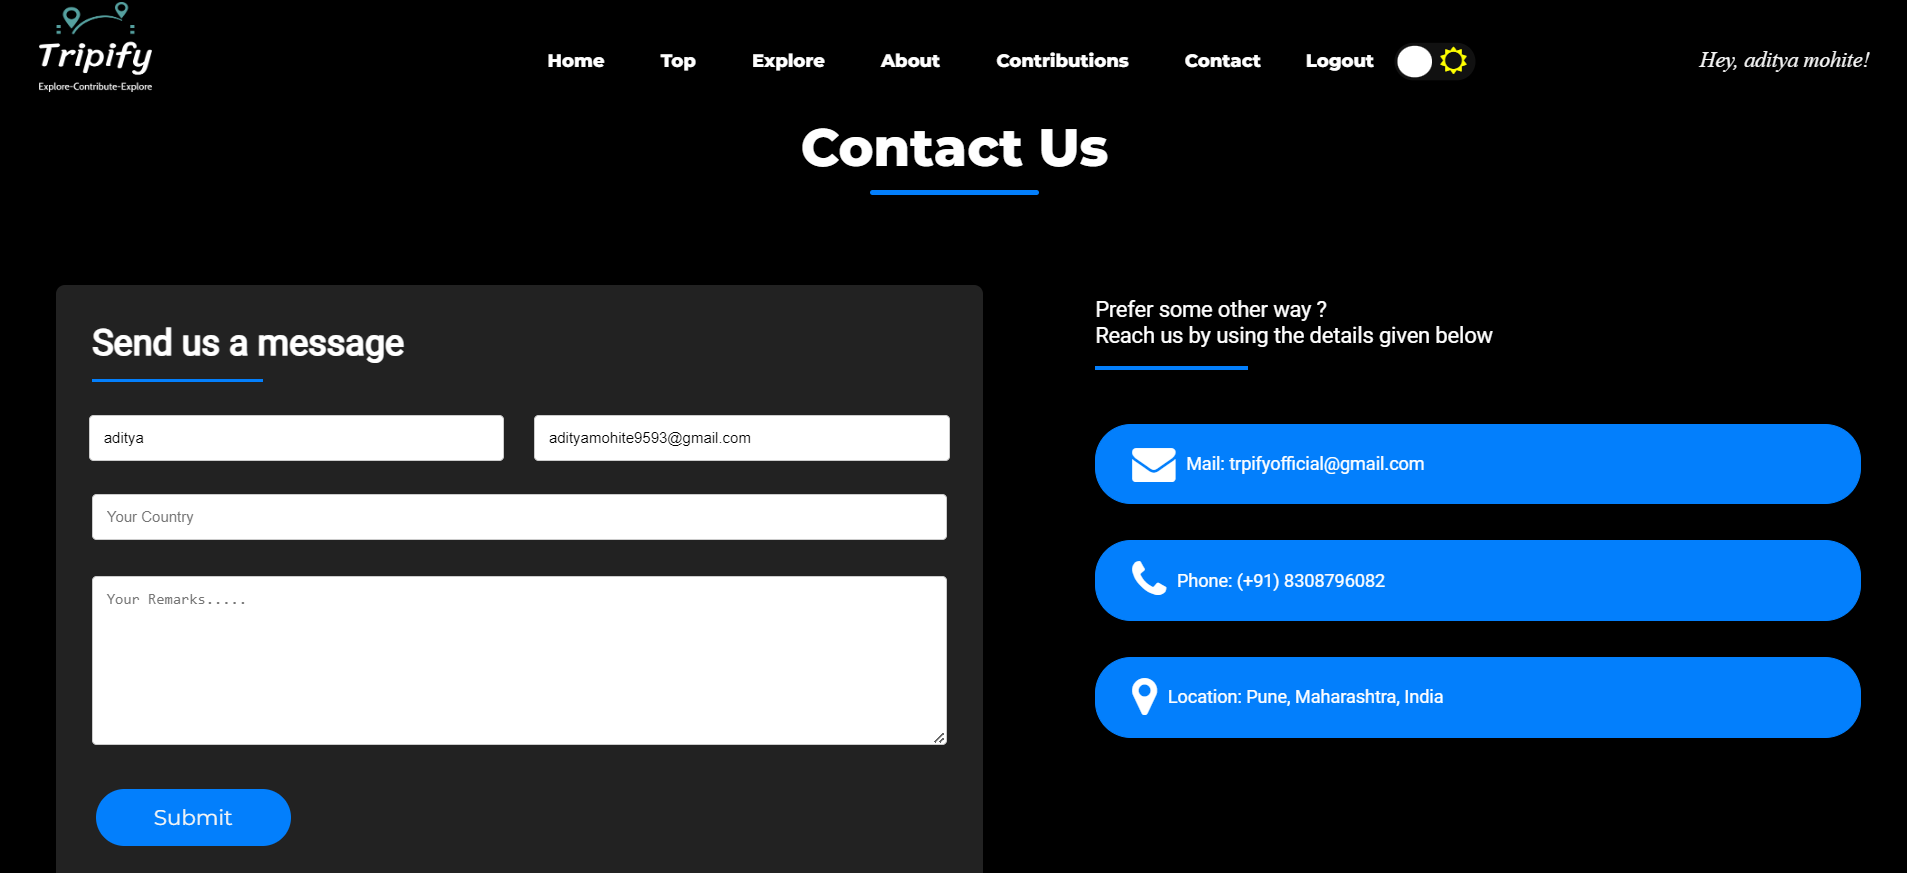 Tripify
Explore-Contribute-Explore
Home
Top
Explore
About
Contributions
Contact
Logout
Hey, aditya mohite!
Contact Us
Send us a message
aditya
adityamohite9593@gmail.com
Your Country
Your Remarks.....
Submit
Prefer some other way ?
Reach us by using the details given below
Mail: trpifyofficial@gmail.com
Phone: (+91) 8308796082
Location: Pune, Maharashtra, India